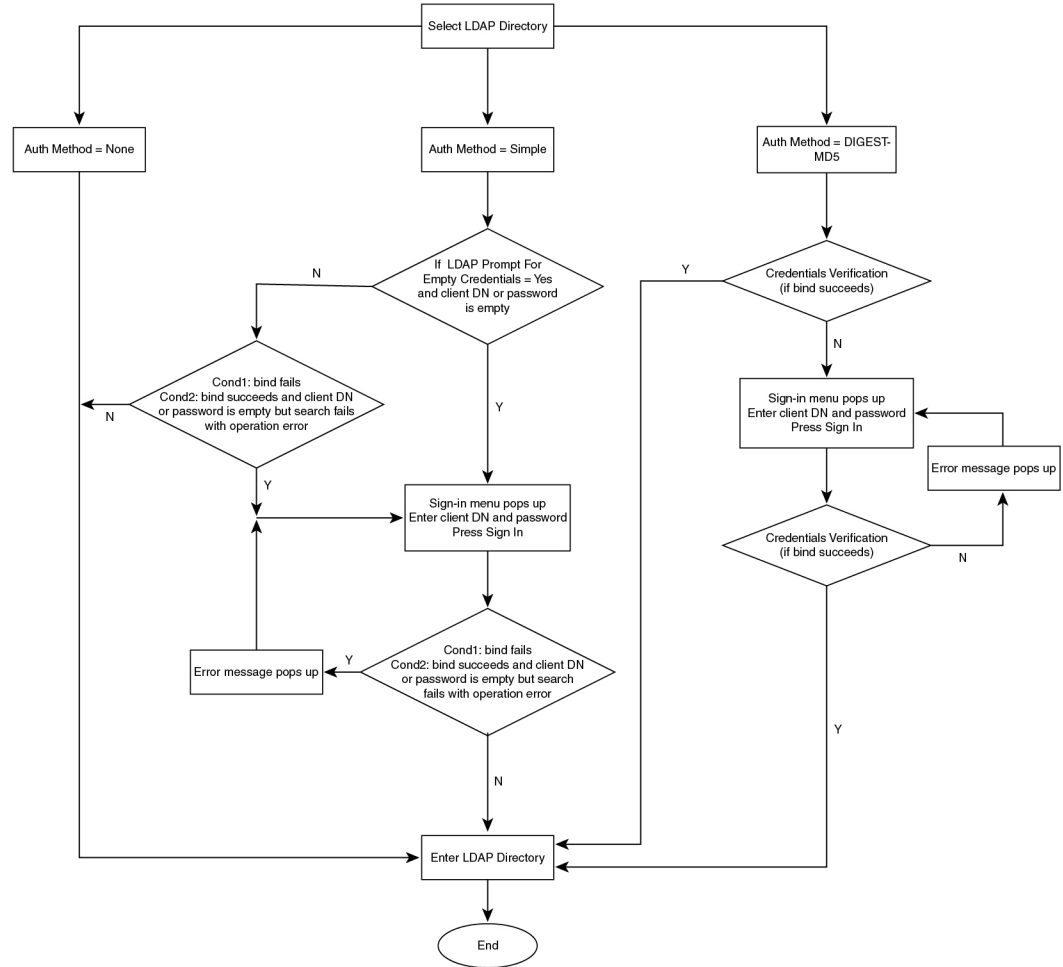 Select LDAP Directory
Auth Method = None
Auth Method = Simple
Auth Method = DIGEST-
MD5
If LDAP Prompt For
Empty Credentials = Yes
and client DN or password
is empty
N
Y
Credentials Verification
(if bind succeeds)
Y
N
Cond1: bind fails
Cond2: bind succeeds and client DN
or password is empty but search fails
with operation error
N
Y
Sign-in menu pops up
Enter client DN and password
Press Sign In
Sign-in menu pops up
Enter client DN and password
Press Sign In
Error message pops up
Credentials Verification
(if bind succeeds)
N
Y
Cond1: bind fails
Cond2: bind succeeds and client DN
or password is empty but search
fails with operation error
Y
Error message pops up
N
Enter LDAP Directory
End